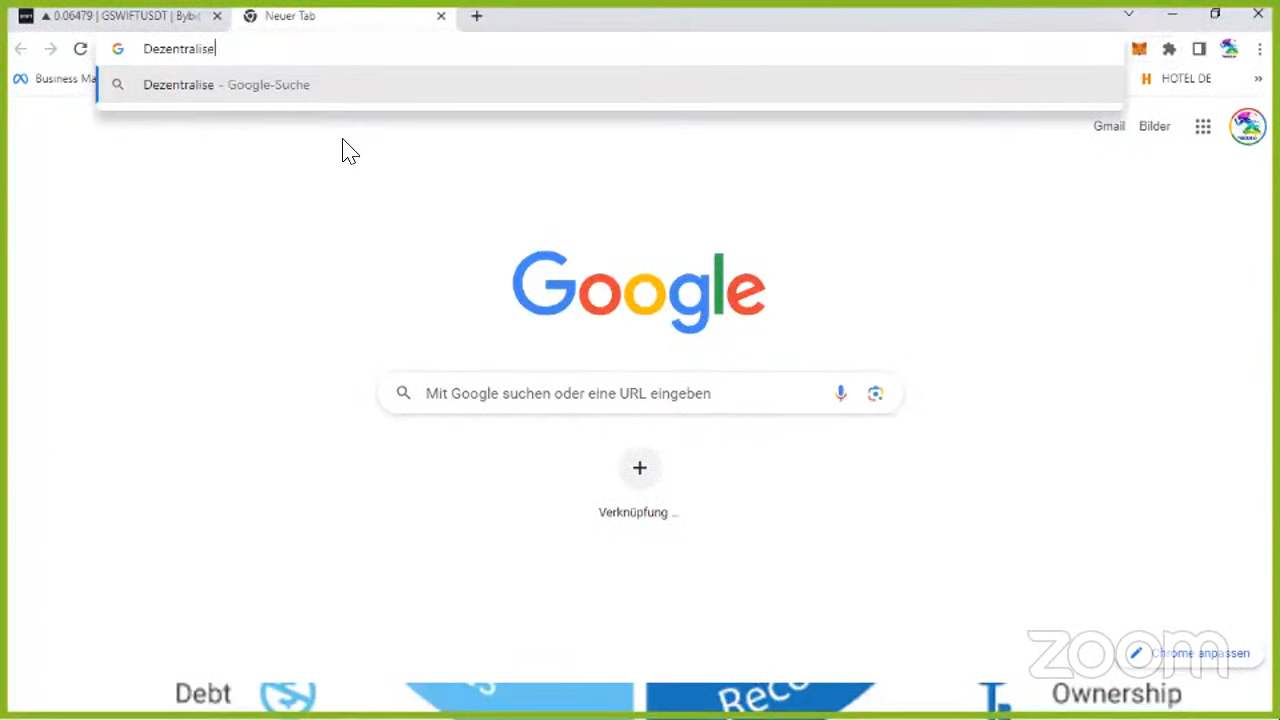 ▲ 0.06479 | GSWIFTUSDT | Bybi
Neuer Tab
Dezentralise
Business Ma
Dezentralise - Google-Suche
HOTEL DE
Gmail
Bilder
Google
Mit Google suchen oder eine URL eingeben
Verknüpfung ...
zoom
Chrome anpassen
Debt
Reco
Ownership